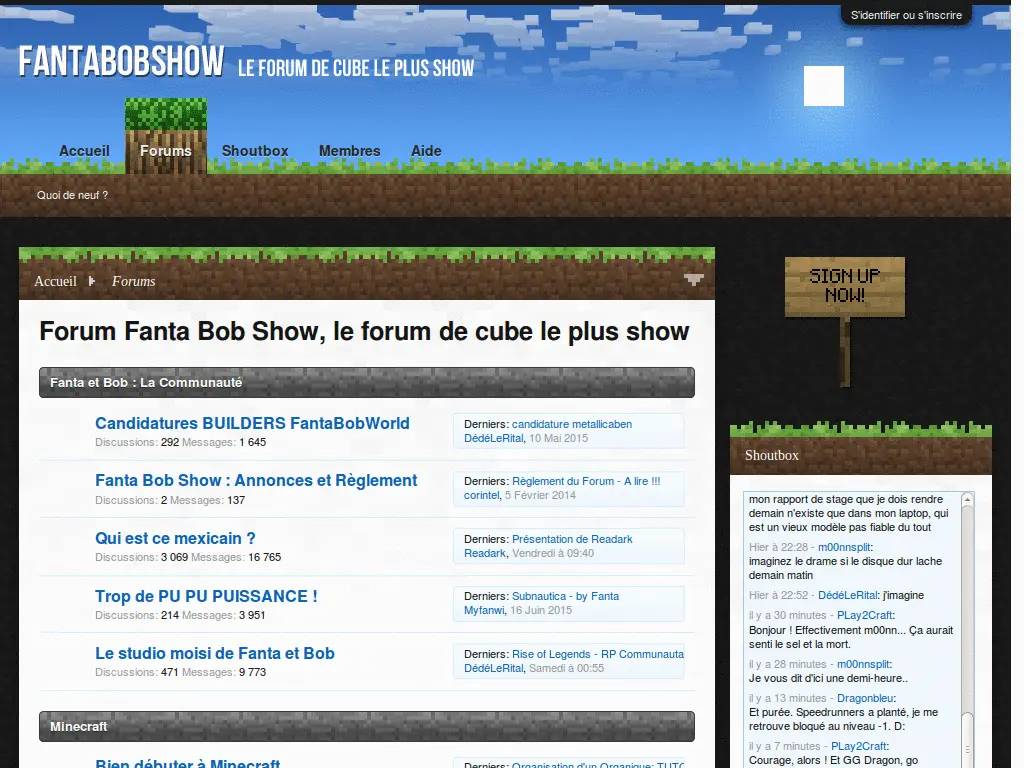 S'identifier ou s'inscrire
FANTABOBSHOW LE FORUM DE CUBE LE PLUS SHOW
Accueil Forums Shoutbox Membres Aide
Quoi de neuf ?
Accueil Forums
SIGN UP
NOW!
Forum Fanta Bob Show, le forum de cube le plus show
Fanta et Bob : La Communauté
Candidatures BUILDERS FantaBobWorld
Discussions: 292 Messages: 1 645
Derniers: candidature metallicaben
DédéLeRital, 10 Mai 2015
Fanta Bob Show : Annonces et Règlement
Discussions: 2 Messages: 137
Derniers: Règlement du Forum - A lire !!!
corintel, 5 Février 2014
Qui est ce mexicain ?
Discussions: 3 069 Messages: 16 765
Derniers: Présentation de Readark
Readark, Vendredi à 09:40
Trop de PU PU PUISSANCE !
Discussions: 214 Messages: 3 951
Derniers: Subnautica - by Fanta
Myfanwi, 16 Juin 2015
Le studio moisi de Fanta et Bob
Discussions: 471 Messages: 9 773
Derniers: Rise of Legends - RP Communauta
DédéLeRital, Samedi à 00:55
Minecraft
Bien débuter à Minecraft
Derniers: Organisation d'un Organique: TUTO
Shoutbox
mon rapport de stage que je dois rendre
demain n'existe que dans mon laptop, qui
est un vieux modèle pas fiable du tout
Hier à 22:28 - m00nnsplit:
imaginez le drame si le disque dur lache
demain matin
Hier à 22:52 - DédéLeRital: j'imagine
il y a 30 minutes - PLay2Craft:
Bonjour ! Effectivement m00nn... Ça aurait
senti le sel et la mort.
il y a 28 minutes - m00nnsplit:
Je vous dit d'ici une demi-heure..
il y a 13 minutes - Dragonbleu:
Et purée. Speedrunners a planté, je me
retrouve bloqué au niveau -1. D:
il y a 7 minutes - PLay2Craft:
Courage, alors ! Et GG Dragon, go